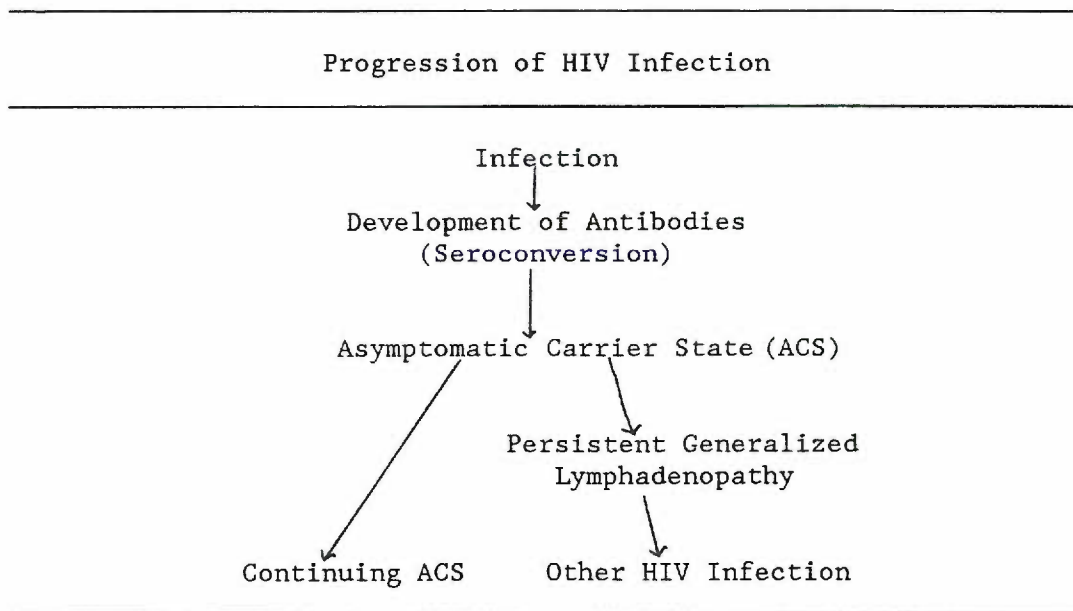 Progression of HIV Infection
Infection
Development of Antibodies
(Seroconversion)
Asymptomatic Carrier State (ACS)
Persistent Generalized
Lymphadenopathy
Continuing ACS Other HIV Infection